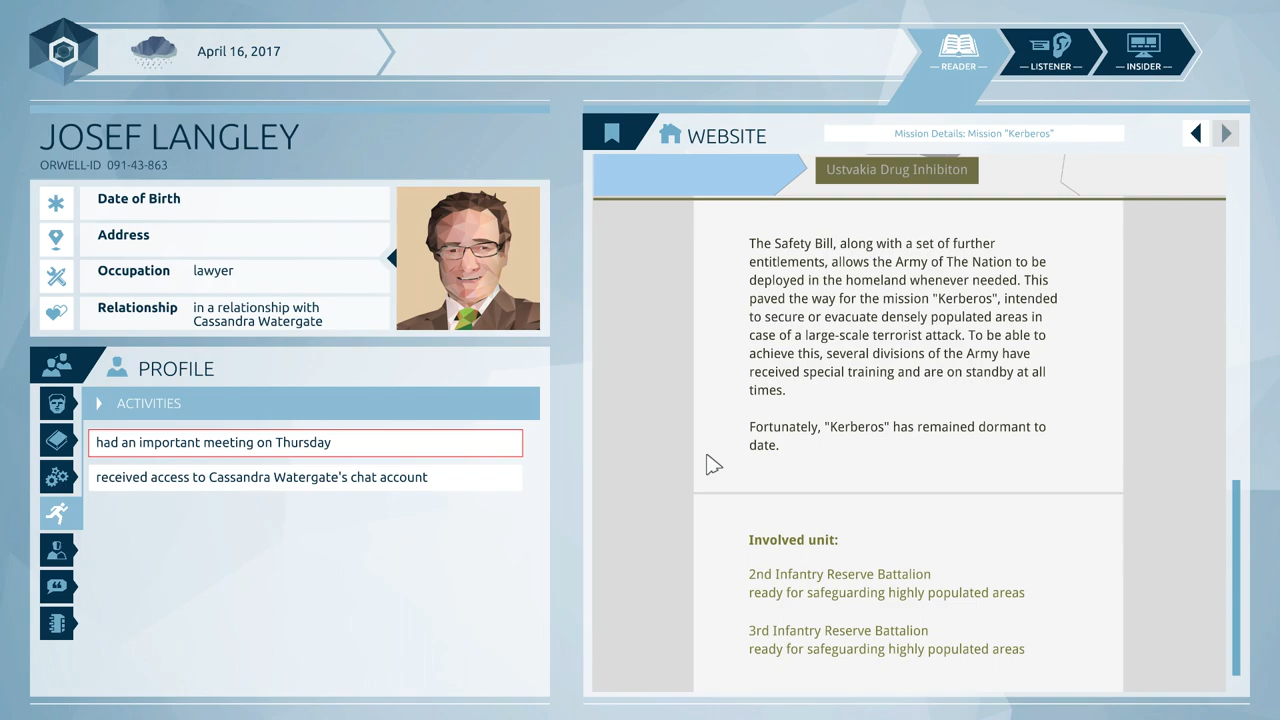 April 16, 2017
— READER —
— LISTENER —
— INSIDER —
JOSEF LANGLEY
ORWELL-ID 091-43-863
Date of Birth
Address
Occupation lawyer
Relationship in a relationship with
Cassandra Watergate
PROFILE
ACTIVITIES
had an important meeting on Thursday
received access to Cassandra Watergate's chat account
WEBSITE
Mission Details: Mission "Kerberos"
Ustvakia Drug Inhibiton
The Safety Bill, along with a set of further
entitlements, allows the Army of The Nation to be
deployed in the homeland whenever needed. This
paved the way for the mission "Kerberos", intended
to secure or evacuate densely populated areas in
case of a large-scale terrorist attack. To be able to
achieve this, several divisions of the Army have
received special training and are on standby at all
times.
Fortunately, "Kerberos" has remained dormant to
date.
Involved unit:
2nd Infantry Reserve Battalion
ready for safeguarding highly populated areas
3rd Infantry Reserve Battalion
ready for safeguarding highly populated areas